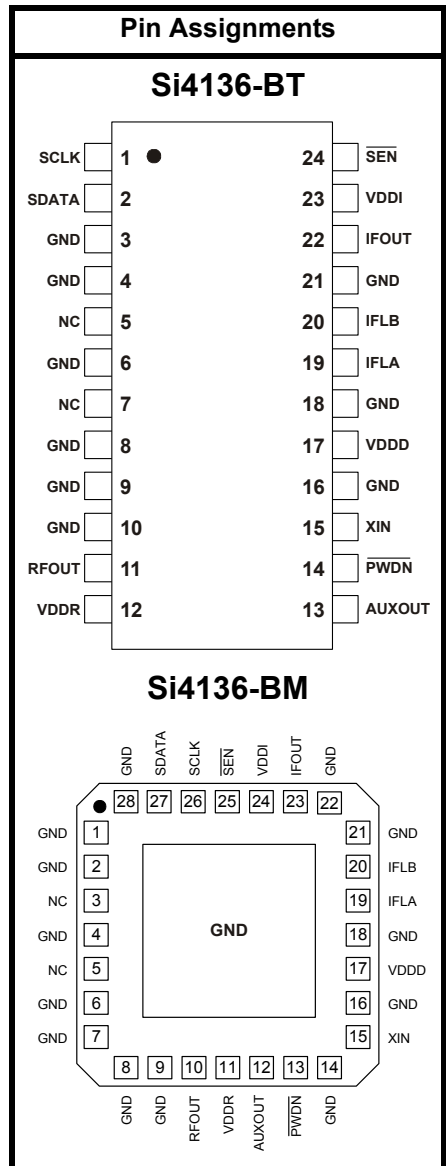 Pin Assignments
Si4136-BT
SCLK 1 24 SEN
SDATA 2 23 VDDI
GND 3 22 IFOUT
GND 4 21 GND
NC 5 20 IFLB
GND 6 19 IFLA
NC 7 18 GND
GND 8 17 VDDD
GND 9 16 GND
GND 10 15 XIN
RFOUT 11 14 PWDN
VDDR 12 13 AUXOUT
Si4136-BM
GND SDATA SCLK SEN VDDI IFOUT GND
28 27 26 25 24 23 22
GND 1 21 GND
GND 2 20 IFLB
NC 3 19 IFLA
GND 4 GND 18 GND
NC 5 17 VDDD
GND 6 16 GND
GND 7 15 XIN
8 9 10 11 12 13 14
GND GND RFOUT VDDR AUXOUT PWDN GND